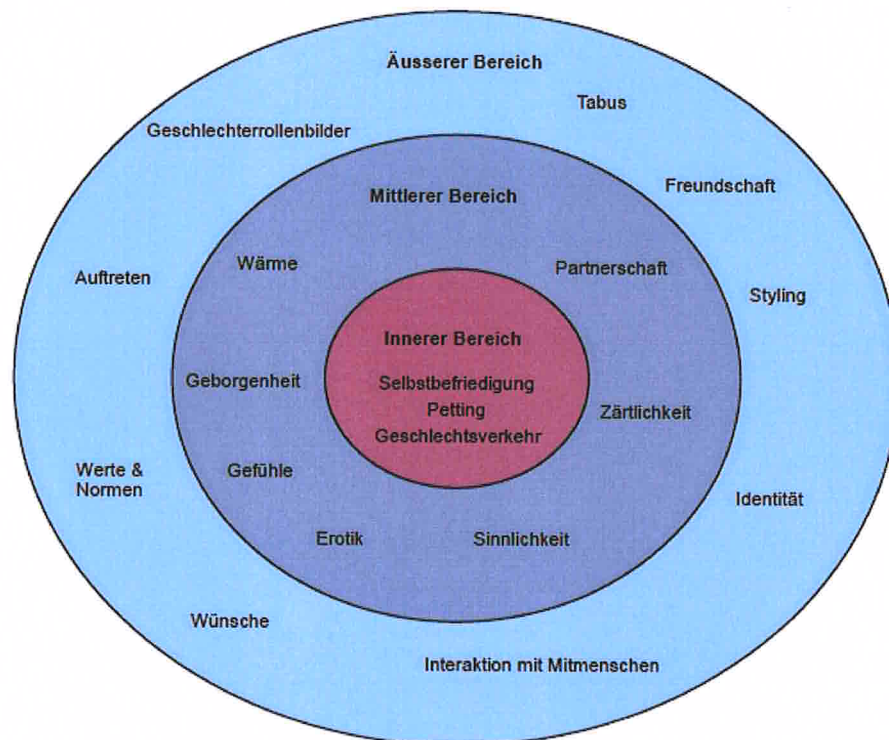 Äusserer Bereich
Tabus
Geschlechterrollenbilder
Freundschaft
Mittlerer Bereich
Wärme
Partnerschaft
Auftreten
Styling
Innerer Bereich
Selbstbefriedigung
Petting
Geschlechtsverkehr
Geborgenheit
Zärtlichkeit
Werte &
Normen
Gefühle
Identität
Erotik
Sinnlichkeit
Wünsche
Interaktion mit Mitmenschen